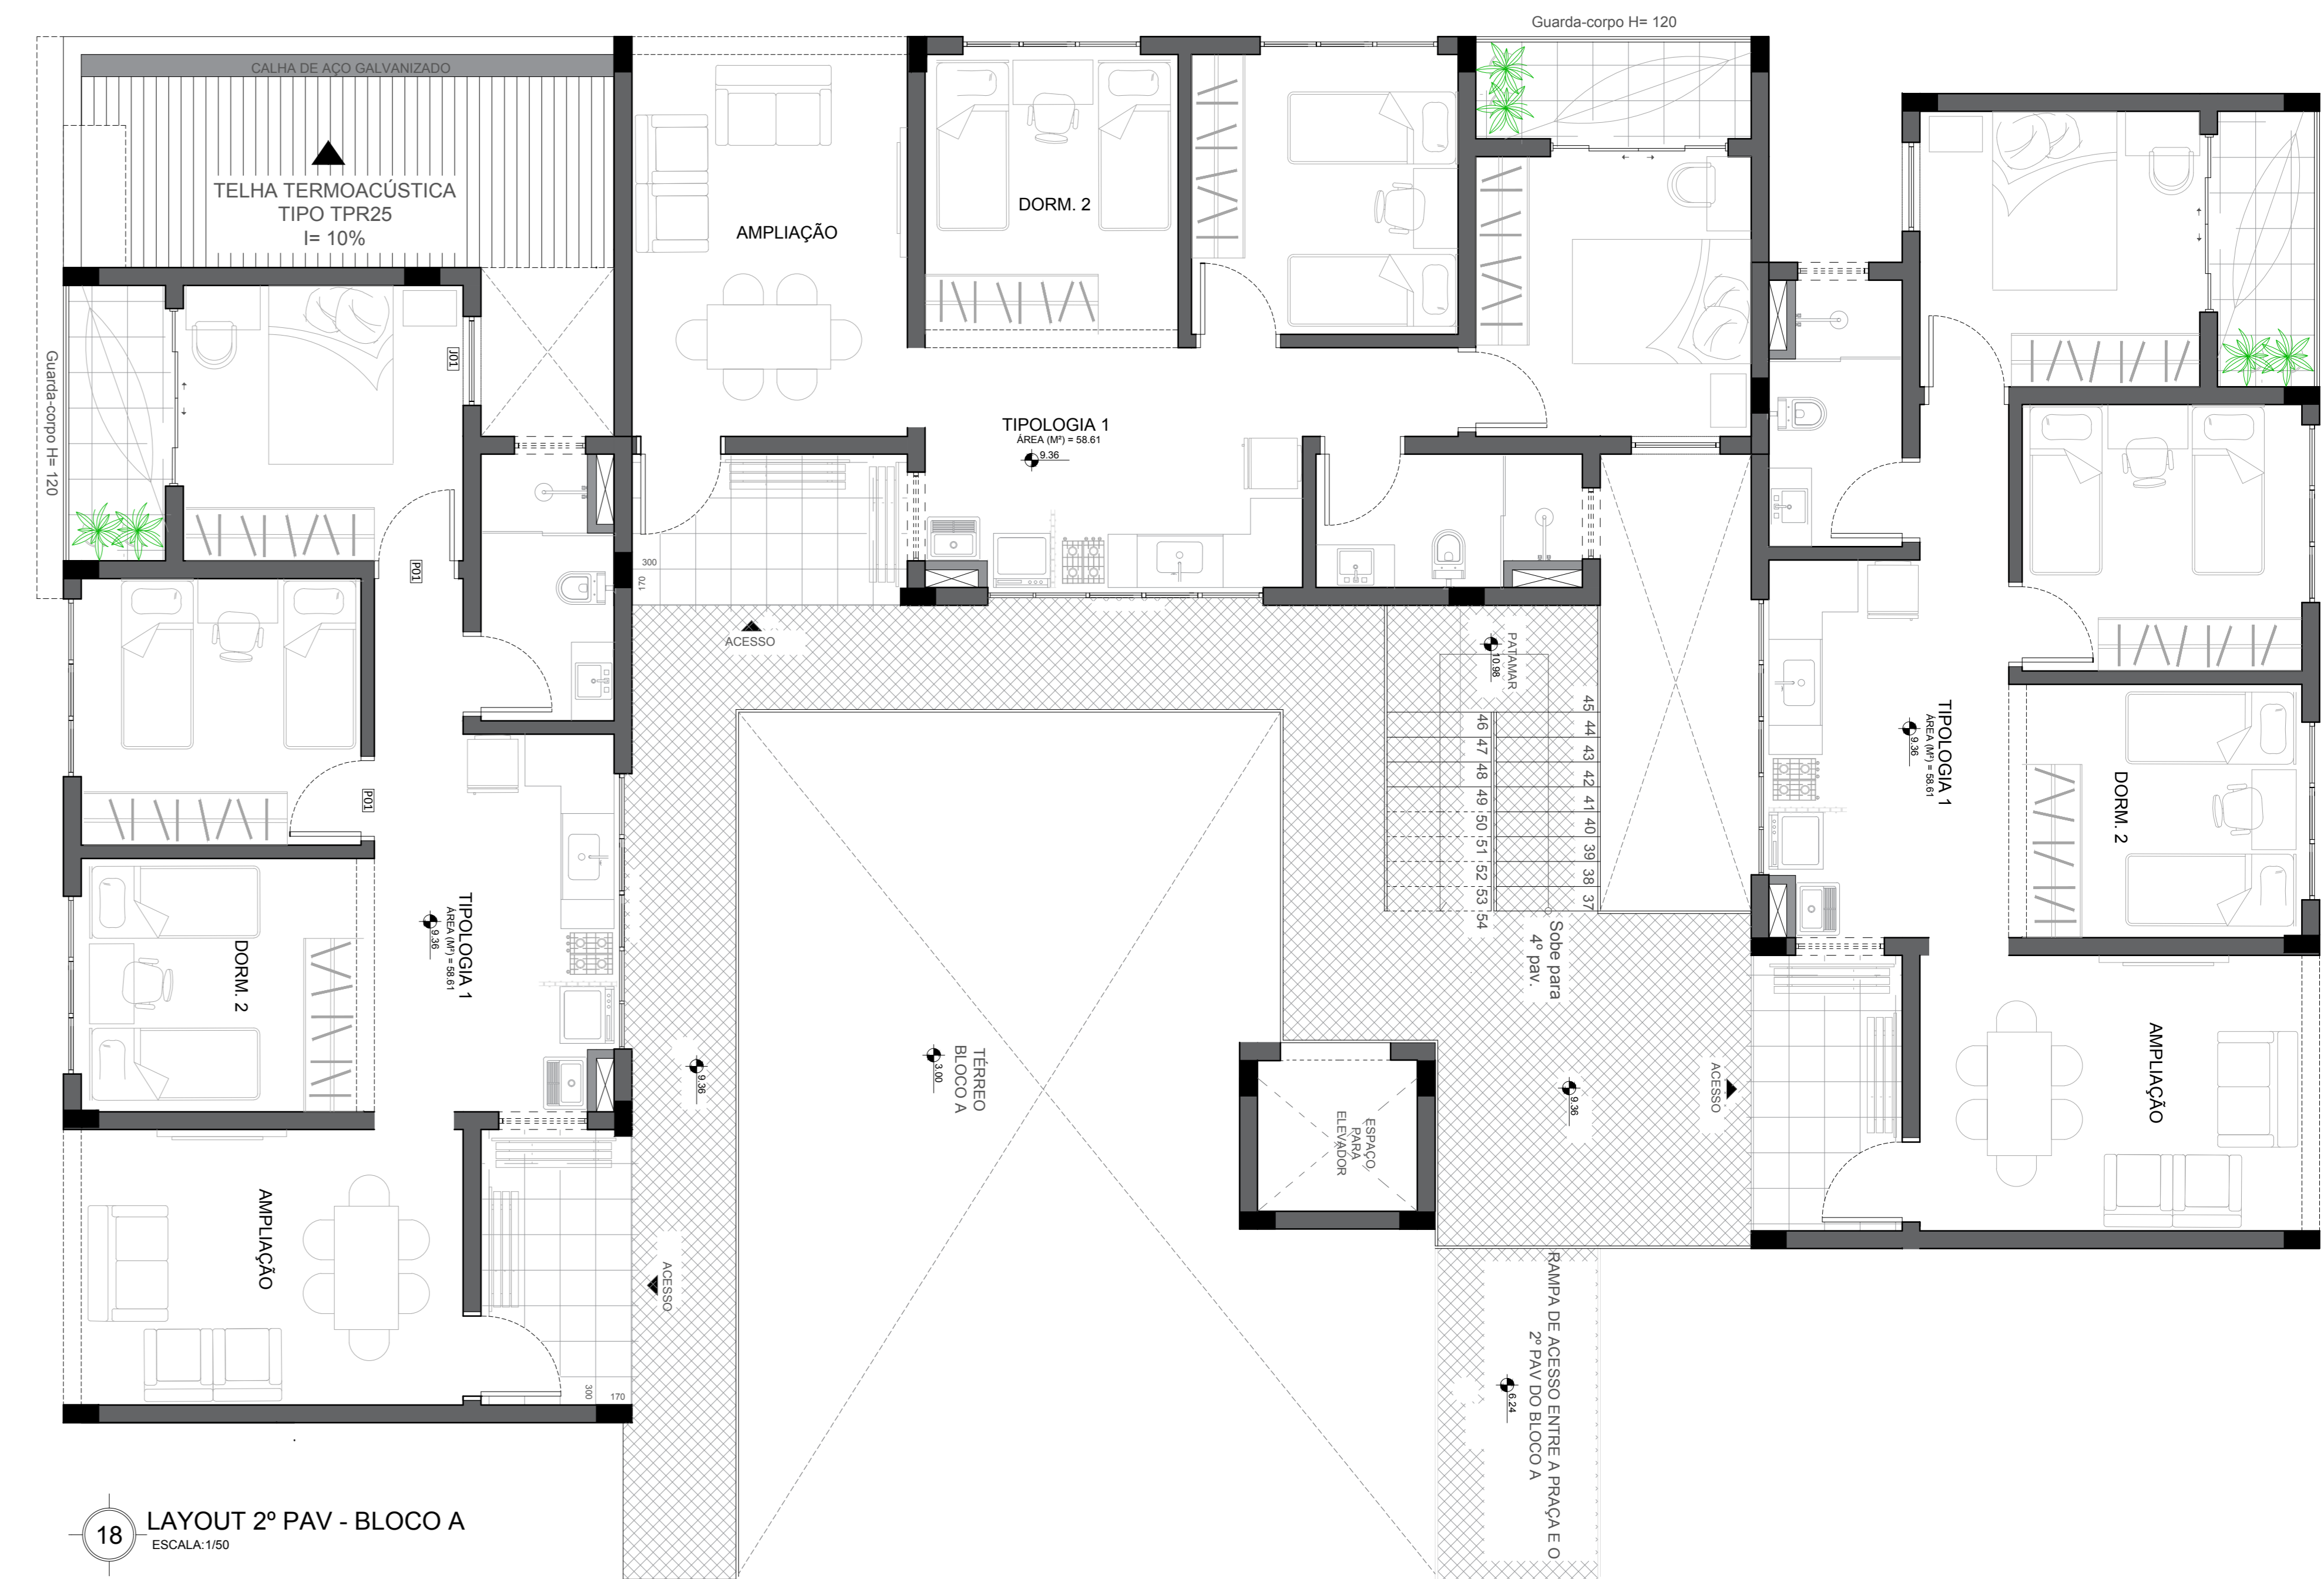 Guarda-corpo H= 120
CALHA DE AÇO GALVANIZADO
TELHA TERMOACÚSTICA
TIPO TPR25
I= 10%
AMPLIAÇÃO
DORM. 2
TIPOLOGIA 1
ÁREA (M²) = 58.61
9.36
Guarda-corpo H= 120
J01
P01
P01
300
170
ACESSO
PATAMAR
10.98
45
44
43
42
41
40
39
38
37
46
47
48
49
50
51
52
53
54
Sobe para
4º pav.
TIPOLOGIA 1
ÁREA (M²) = 58.61
9.36
DORM. 2
AMPLIAÇÃO
TIPOLOGIA 1
ÁREA (M²) = 58.61
9.36
DORM. 2
AMPLIAÇÃO
9.36
TÉRREO
BLOCO A
3.00
ESPAÇO
PARA
ELEVADOR
9.36
ACESSO
ACESSO
300
170
RAMPA DE ACESSO ENTRE A PRAÇA E O
2º PAV DO BLOCO A
6.24
18
LAYOUT 2º PAV - BLOCO A
ESCALA:1/50